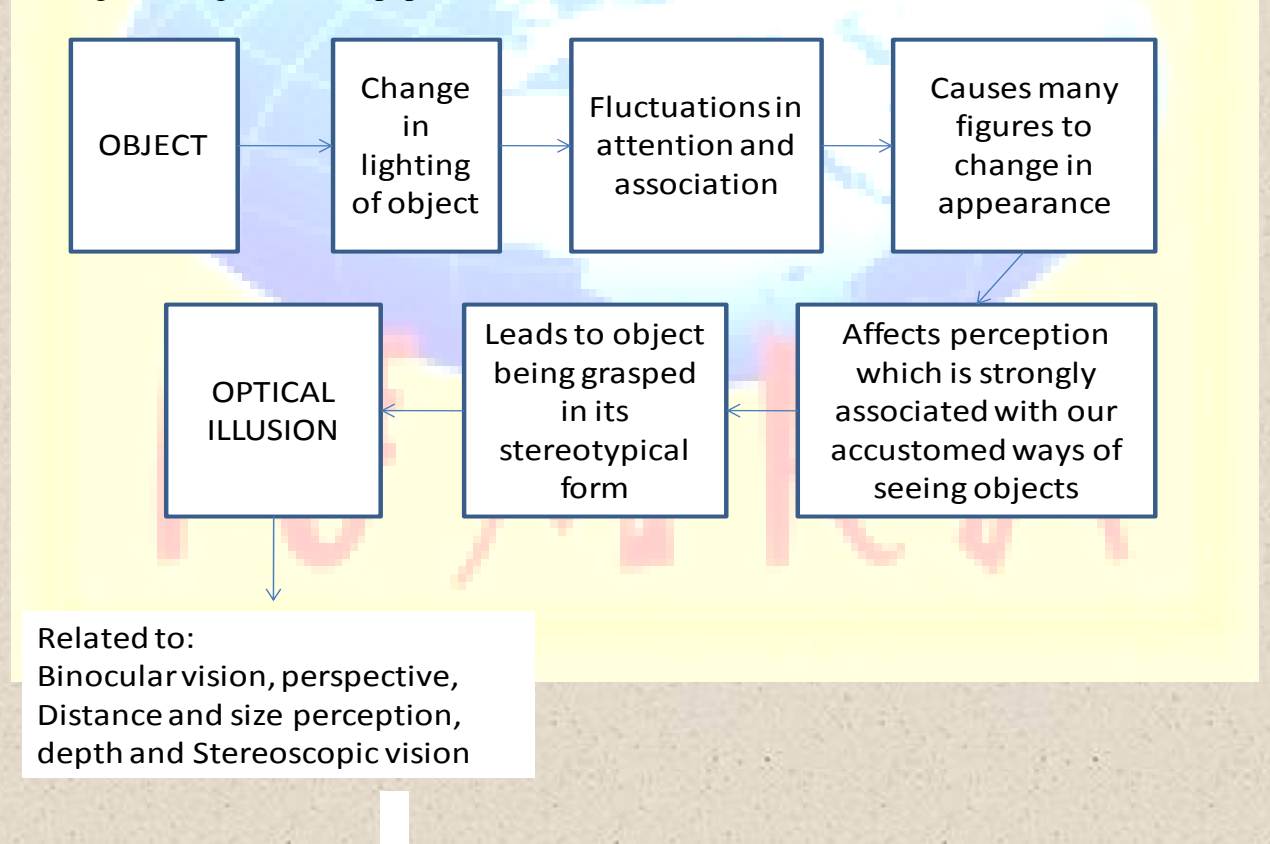 OBJECT
Change
in
lighting
of object
Fluctuations in
attention and
association
Causes many
figures to
change in
appearance
Affects perception
which is strongly
associated with our
accustomed ways of
seeing objects
Leads to object
being grasped
in its
stereotypical
form
OPTICAL
ILLUSION
Related to:
Binocular vision, perspective,
Distance and size perception,
depth and Stereoscopic vision